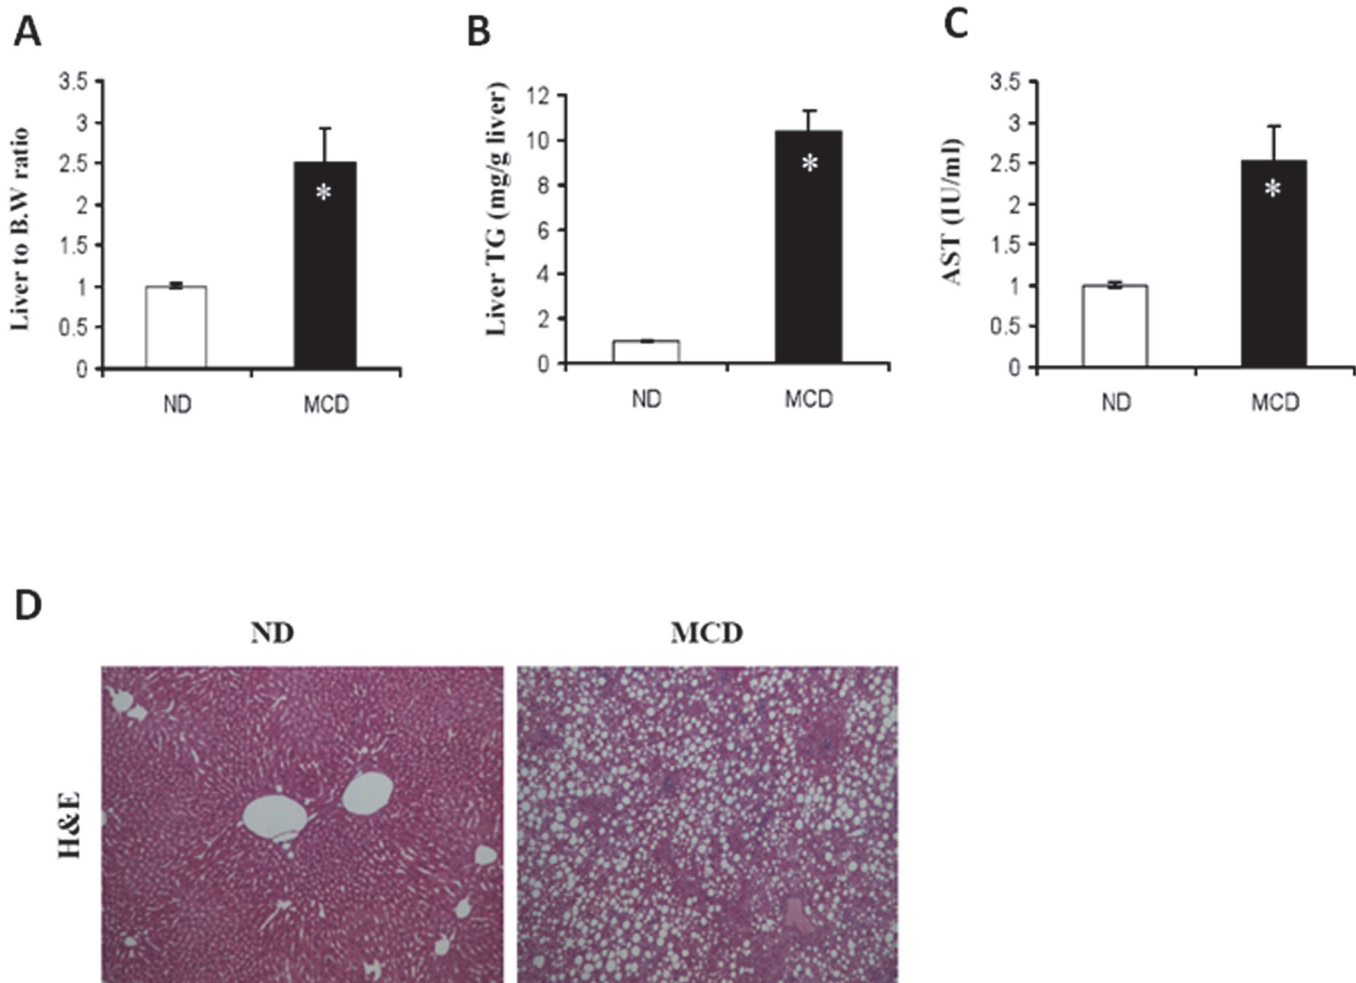 A
3.5
3
2.5
2
1.5
1
0.5
0
Liver to B.W ratio
*
ND MCD
B
12
10
8
6
4
2
0
Liver TG (mg/g liver)
*
ND MCD
C
3.5
3
2.5
2
1.5
1
0.5
0
AST (IU/ml)
*
ND MCD
D
ND MCD
H&E